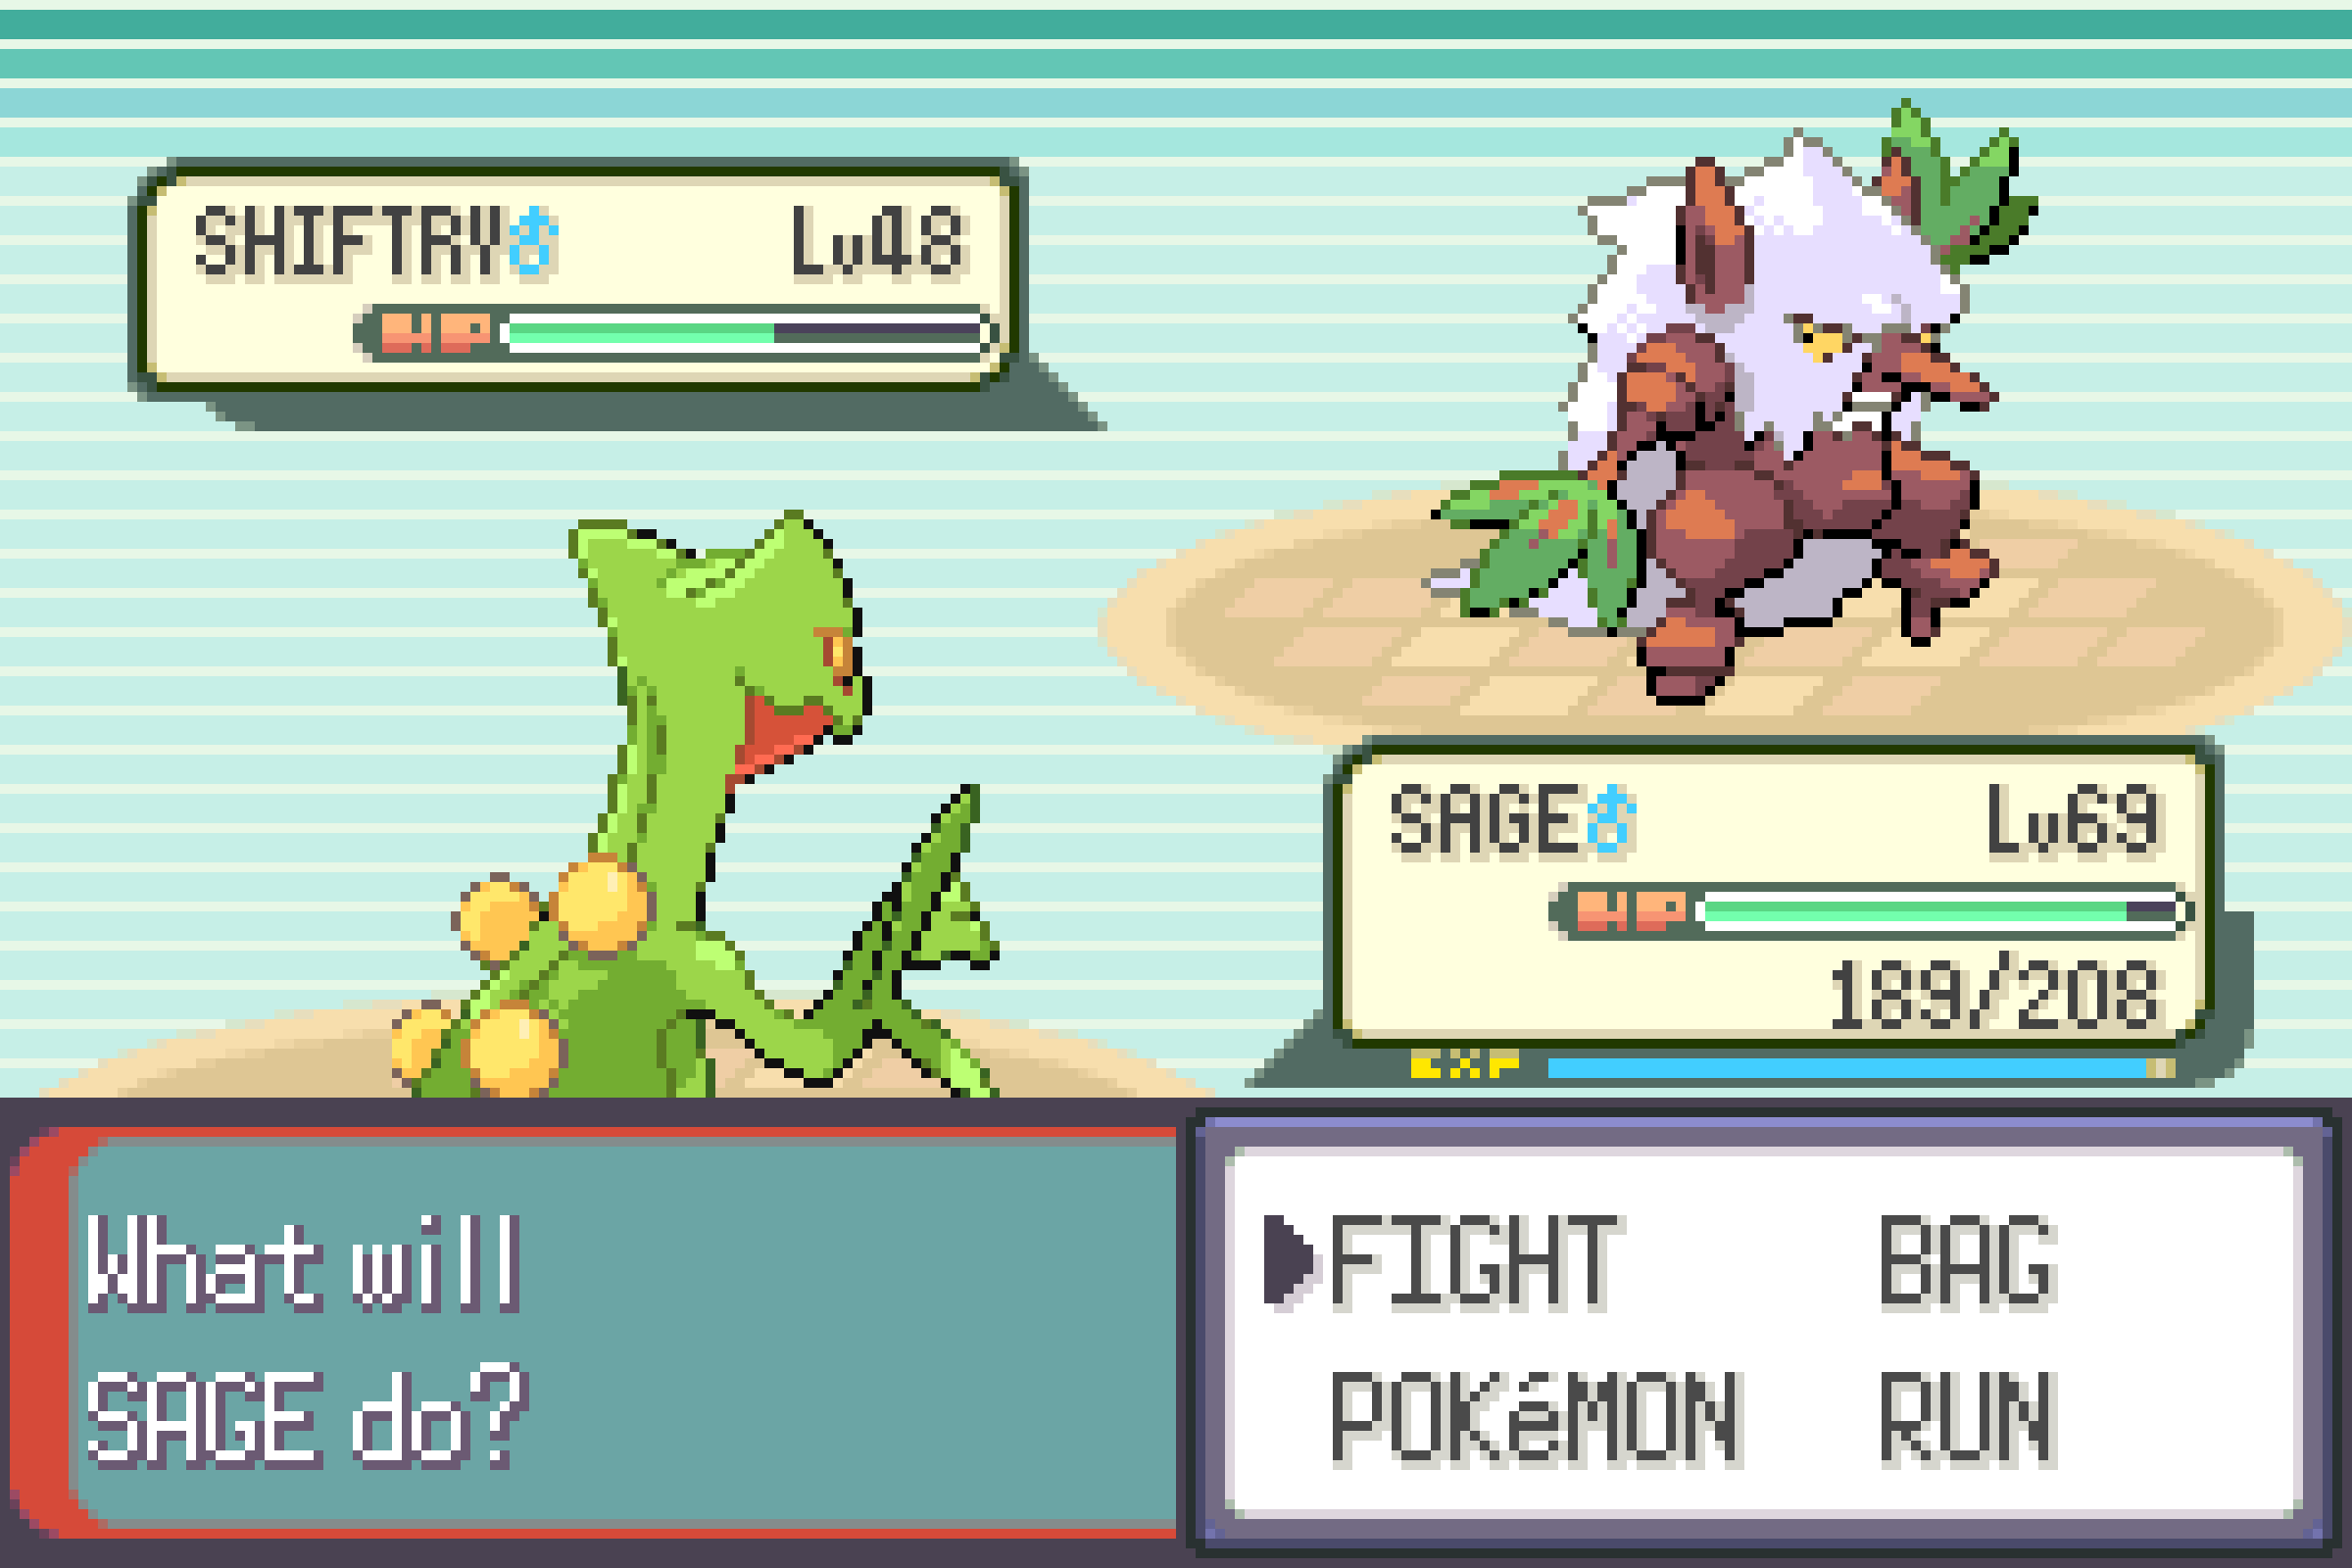 SHIFTRY♂ Lv48
HP
SAGE♂ Lv69
HP
189/208
EXP
What will
SAGE do?
FIGHT BAG
POKéMON RUN